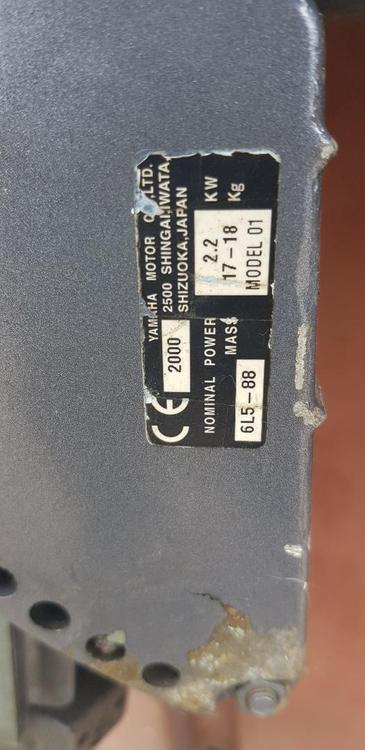 CE 2000 YAMAHA MOTOR CO.,LTD.
2500 SHINGAI,IWATA,
SHIZUOKA,JAPAN
NOMINAL POWER 2.2 KW
MASS 17-18 Kg
6L5-88 MODEL 01